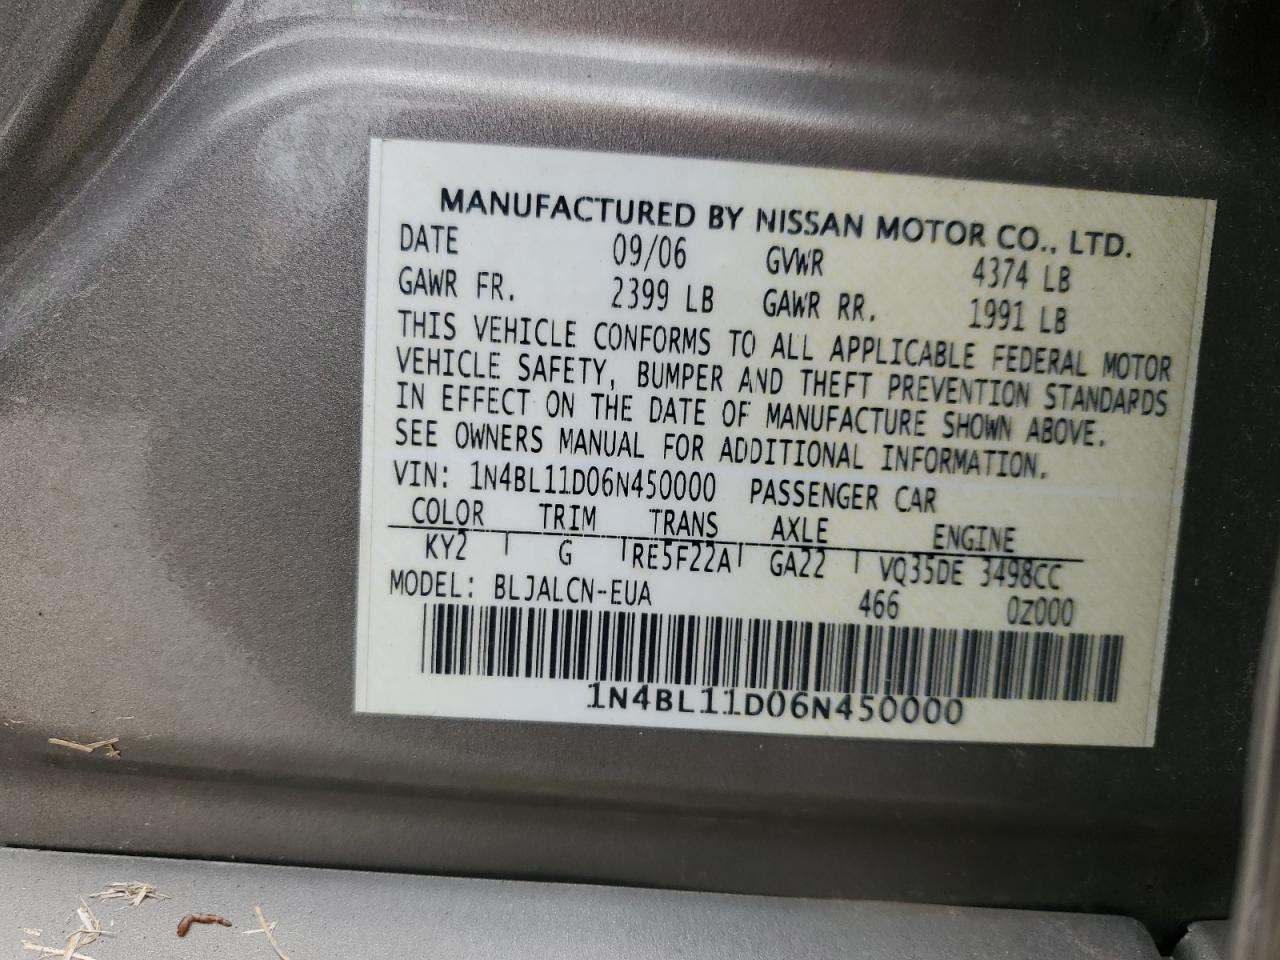 MANUFACTURED BY NISSAN MOTOR CO., LTD.
DATE 09/06 GVWR 4374 LB
GAWR FR. 2399 LB GAWR RR. 1991 LB
THIS VEHICLE CONFORMS TO ALL APPLICABLE FEDERAL MOTOR
VEHICLE SAFETY, BUMPER AND THEFT PREVENTION STANDARDS
IN EFFECT ON THE DATE OF MANUFACTURE SHOWN ABOVE.
SEE OWNERS MANUAL FOR ADDITIONAL INFORMATION.
VIN: 1N4BL11D06N450000 PASSENGER CAR
COLOR TRIM TRANS AXLE ENGINE
KY2 G RE5F22A GA22 VQ35DE 3498CC
MODEL: BLJALCN-EUA 466 0Z000
1N4BL11D06N450000